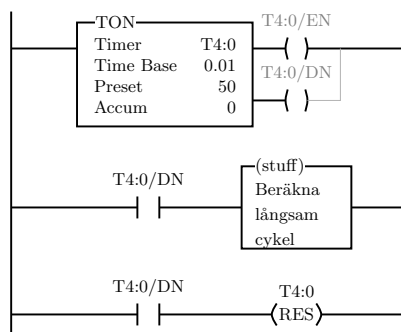 TON
T4:0/EN
Timer T4:0
Time Base 0.01
T4:0/DN
Preset 50
Accum 0
T4:0/DN
(stuff)
Beräkna
långsam
cykel
T4:0/DN
T4:0
RES